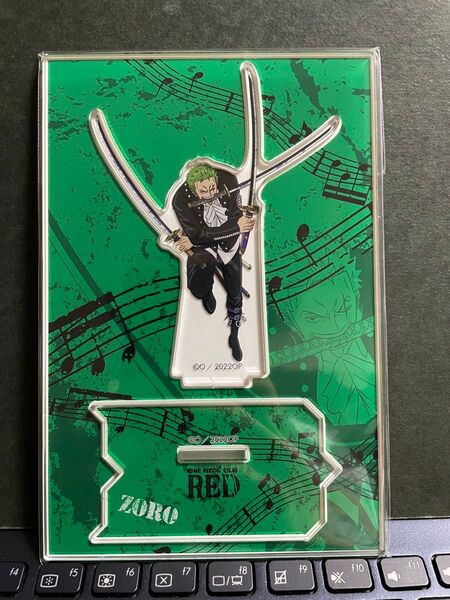 ©O／2022OP
©O／2022OP
ONE PIECE FILM
RED
ZORO
f4
f5
f6
f7
f8
f9
f10
f11